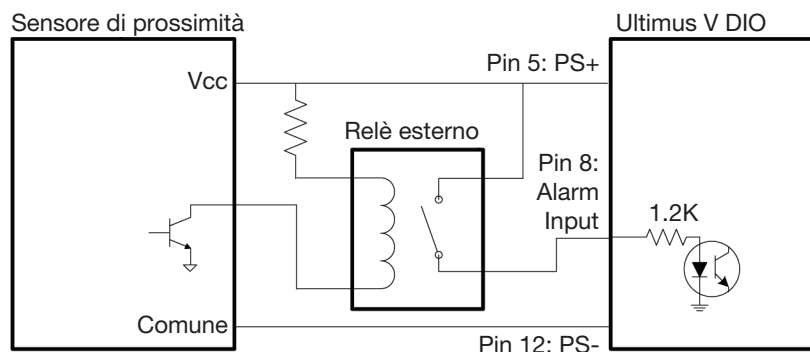 Sensore di prossimità
Ultimus V DIO
Vcc
Pin 5: PS+
Relè esterno
Pin 8:
Alarm
Input
1.2K
Comune
Pin 12: PS-